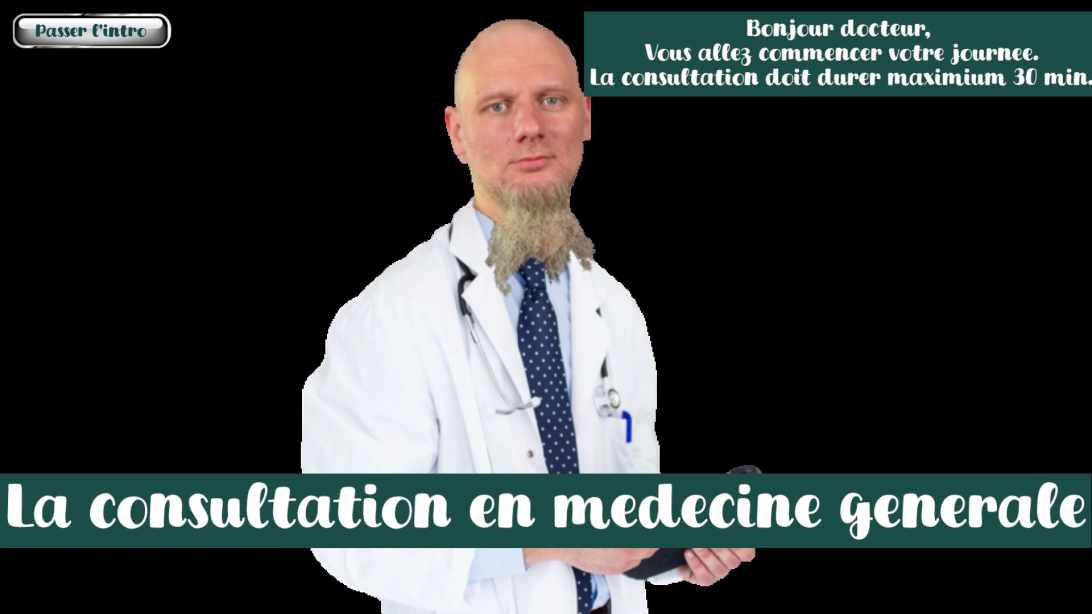 Passer l'intro
Bonjour docteur,
Vous allez commencer votre journee.
La consultation doit durer maximium 30 min.
La consultation en medecine generale